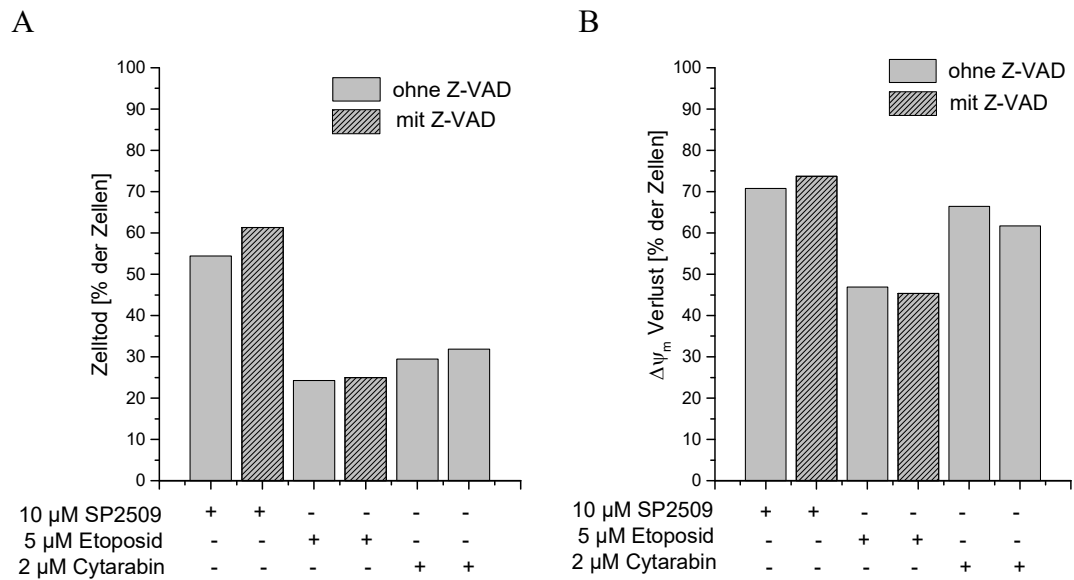 A
B
Zelltod [% der Zellen]
100
90
80
70
60
50
40
30
20
10
0
ohne Z-VAD
mit Z-VAD
10 µM SP2509 + + - - - -
5 µM Etoposid - - + + - -
2 µM Cytarabin - - - - + +
Δψm Verlust [% der Zellen]
100
90
80
70
60
50
40
30
20
10
0
ohne Z-VAD
mit Z-VAD
10 µM SP2509 + + - - - -
5 µM Etoposid - - + + - -
2 µM Cytarabin - - - - + +